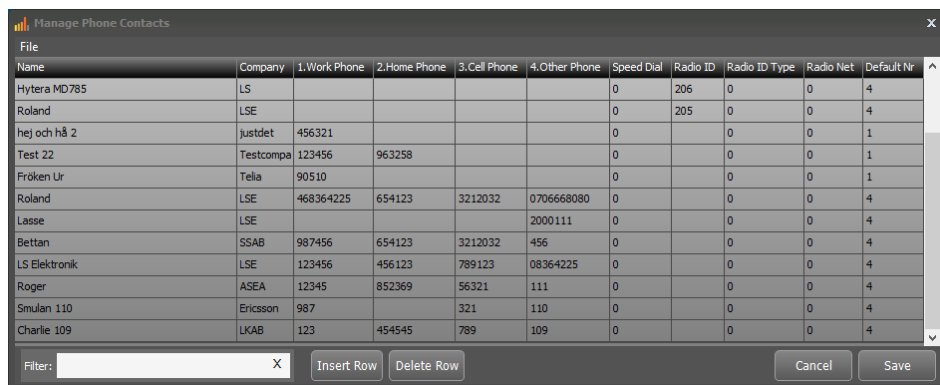 Manage Phone Contacts X
File
Name Company 1.Work Phone 2.Home Phone 3.Cell Phone 4.Other Phone Speed Dial Radio ID Radio ID Type Radio Net Default Nr
Hytera MD785 LS 0 206 0 0 4
Roland LSE 0 205 0 0 4
hej och hå 2 justdet 456321 0 0 0 1
Test 22 Testcompa 123456 963258 0 0 0 1
Fröken Ur Telia 90510 0 0 0 1
Roland LSE 468364225 654123 3212032 0706668080 0 0 0 4
Lasse LSE 2000111 0 0 0 4
Bettan SSAB 987456 654123 3212032 456 0 0 0 4
LS Elektronik LSE 123456 456123 789123 08364225 0 0 0 4
Roger ASEA 12345 852369 56321 111 0 0 0 4
Smulan 110 Ericsson 987 321 110 0 0 0 4
Charlie 109 LKAB 123 454545 789 109 0 0 0 4
Filter: X Insert Row Delete Row Cancel Save